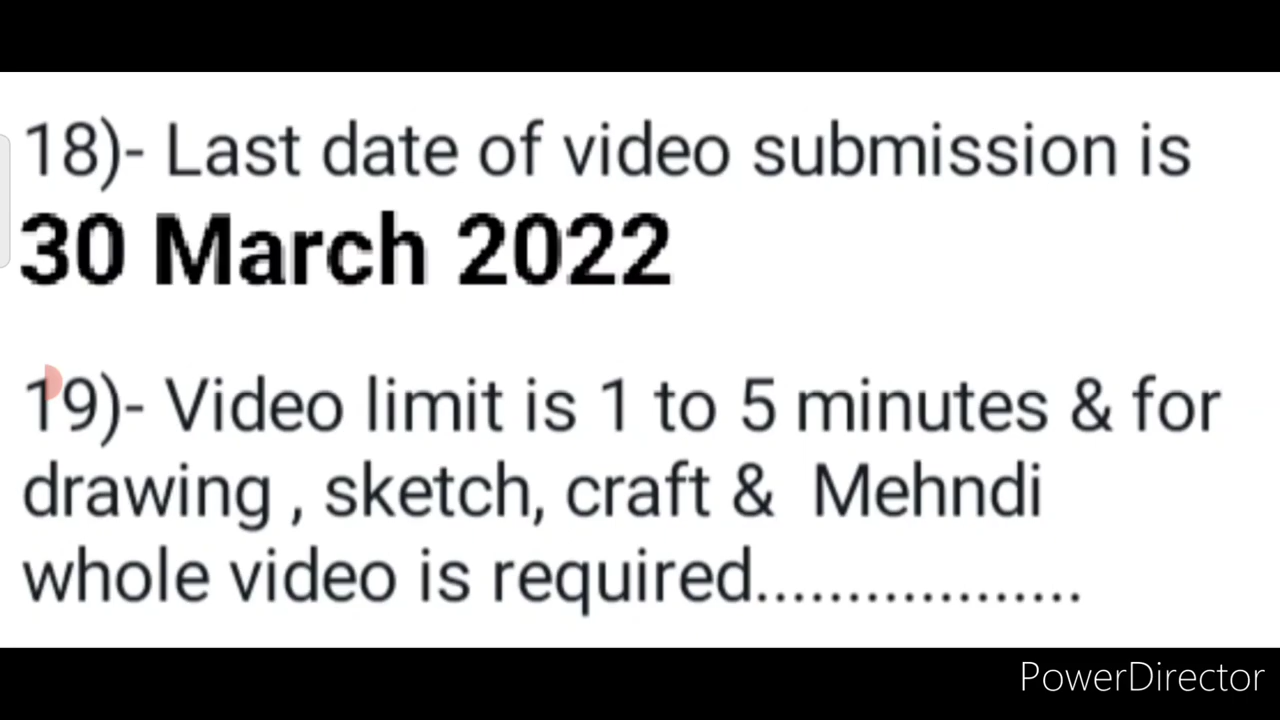 18)- Last date of video submission is
30 March 2022
19)- Video limit is 1 to 5 minutes & for
drawing , sketch, craft &  Mehndi
whole video is required..................
PowerDirector